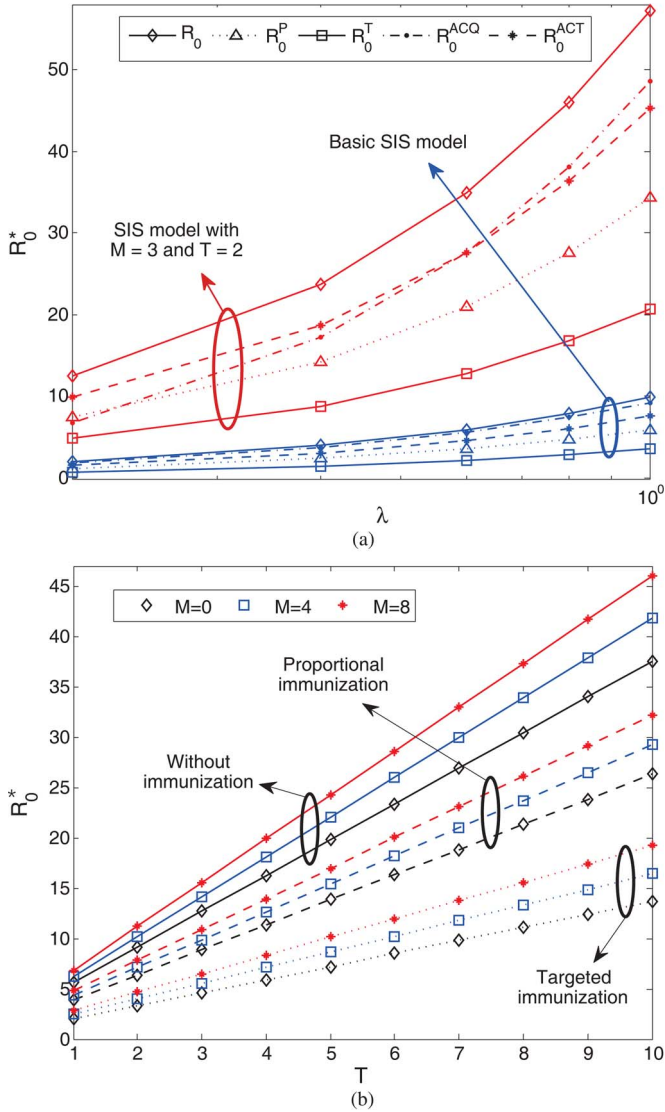 R₀ R₀ᴾ R₀ᵀ R₀ᴬᶜQ R₀ᴬᶜᵀ
60
50
40
30
20
10
0
R₀*
Basic SIS model
SIS model with
M = 3 and T = 2
10⁰
λ
(a)
M=0 M=4 M=8
45
40
35
30
25
20
15
10
5
0
R₀*
Proportional
immunization
Without
immunization
Targeted
immunization
1 2 3 4 5 6 7 8 9 10
T
(b)